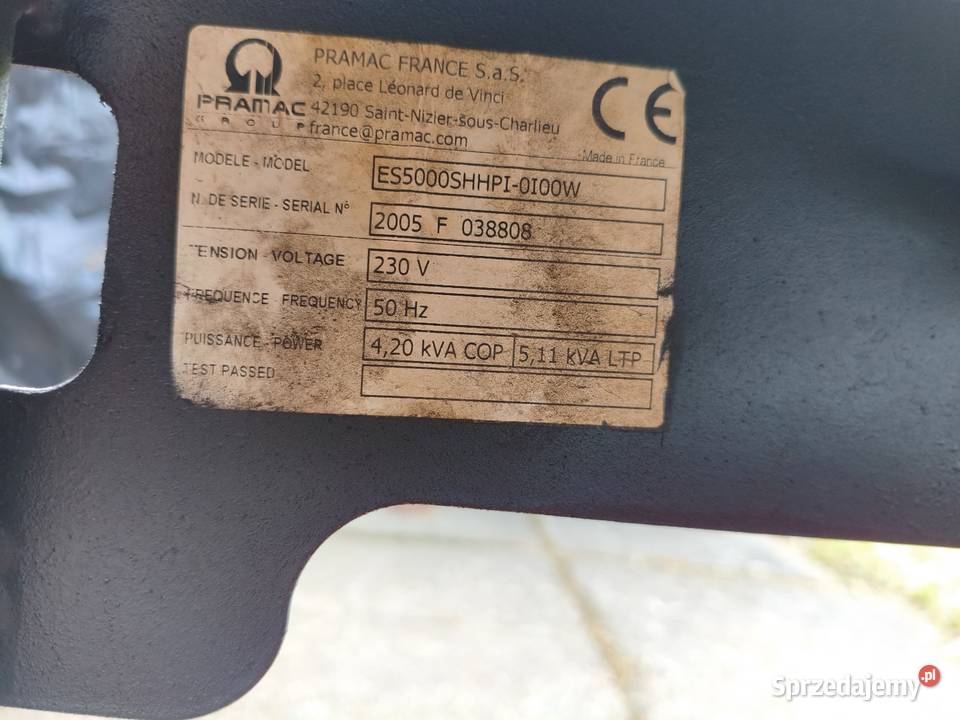 PRAMAC
GROUP
PRAMAC FRANCE S.a.S.
2, place Léonard de Vinci
42190 Saint-Nizier-sous-Charlieu
france@pramac.com
CE
Made in France
MODELE - MODEL ES5000SHHPI-0I00W
N. DE SERIE - SERIAL N° 2005 F 038808
TENSION - VOLTAGE 230 V
FREQUENCE - FREQUENCY 50 Hz
PUISSANCE - POWER 4,20 kVA COP 5,11 kVA LTP
TEST PASSED
Sprzedajemy.pl